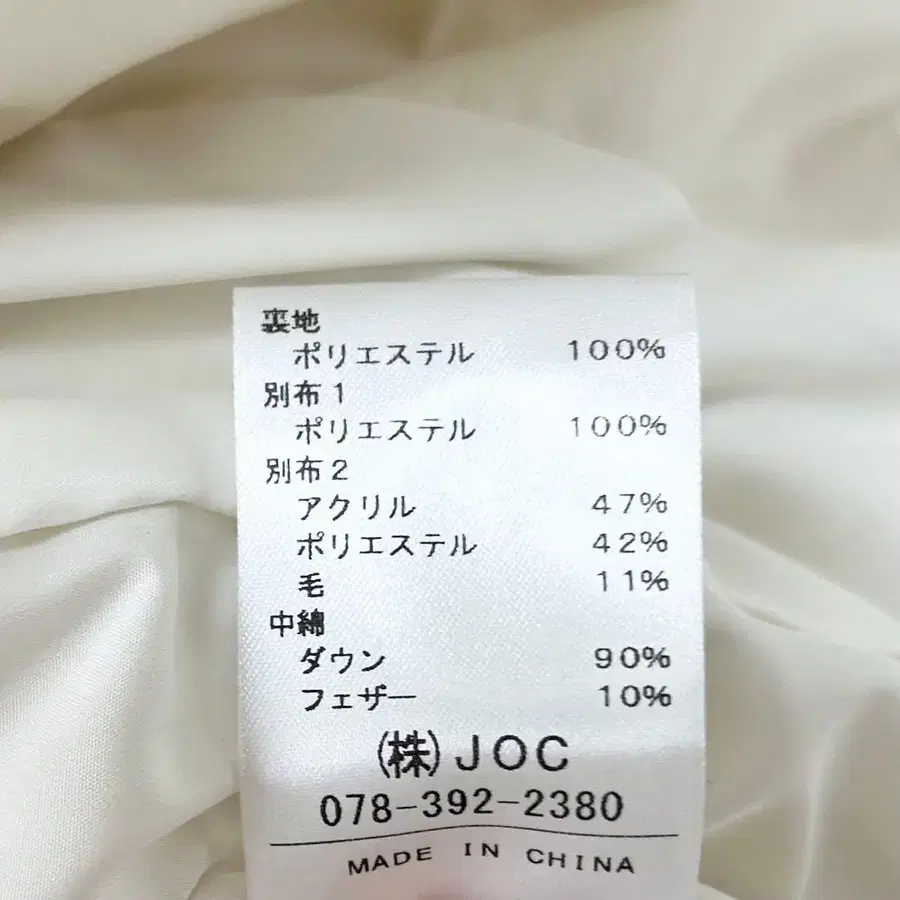 裏地
ポリエステル 100%
別布1
ポリエステル 100%
別布2
アクリル 47%
ポリエステル 42%
毛 11%
中綿
ダウン 90%
フェザー 10%
(株)JOC
078-392-2380
MADE IN CHINA